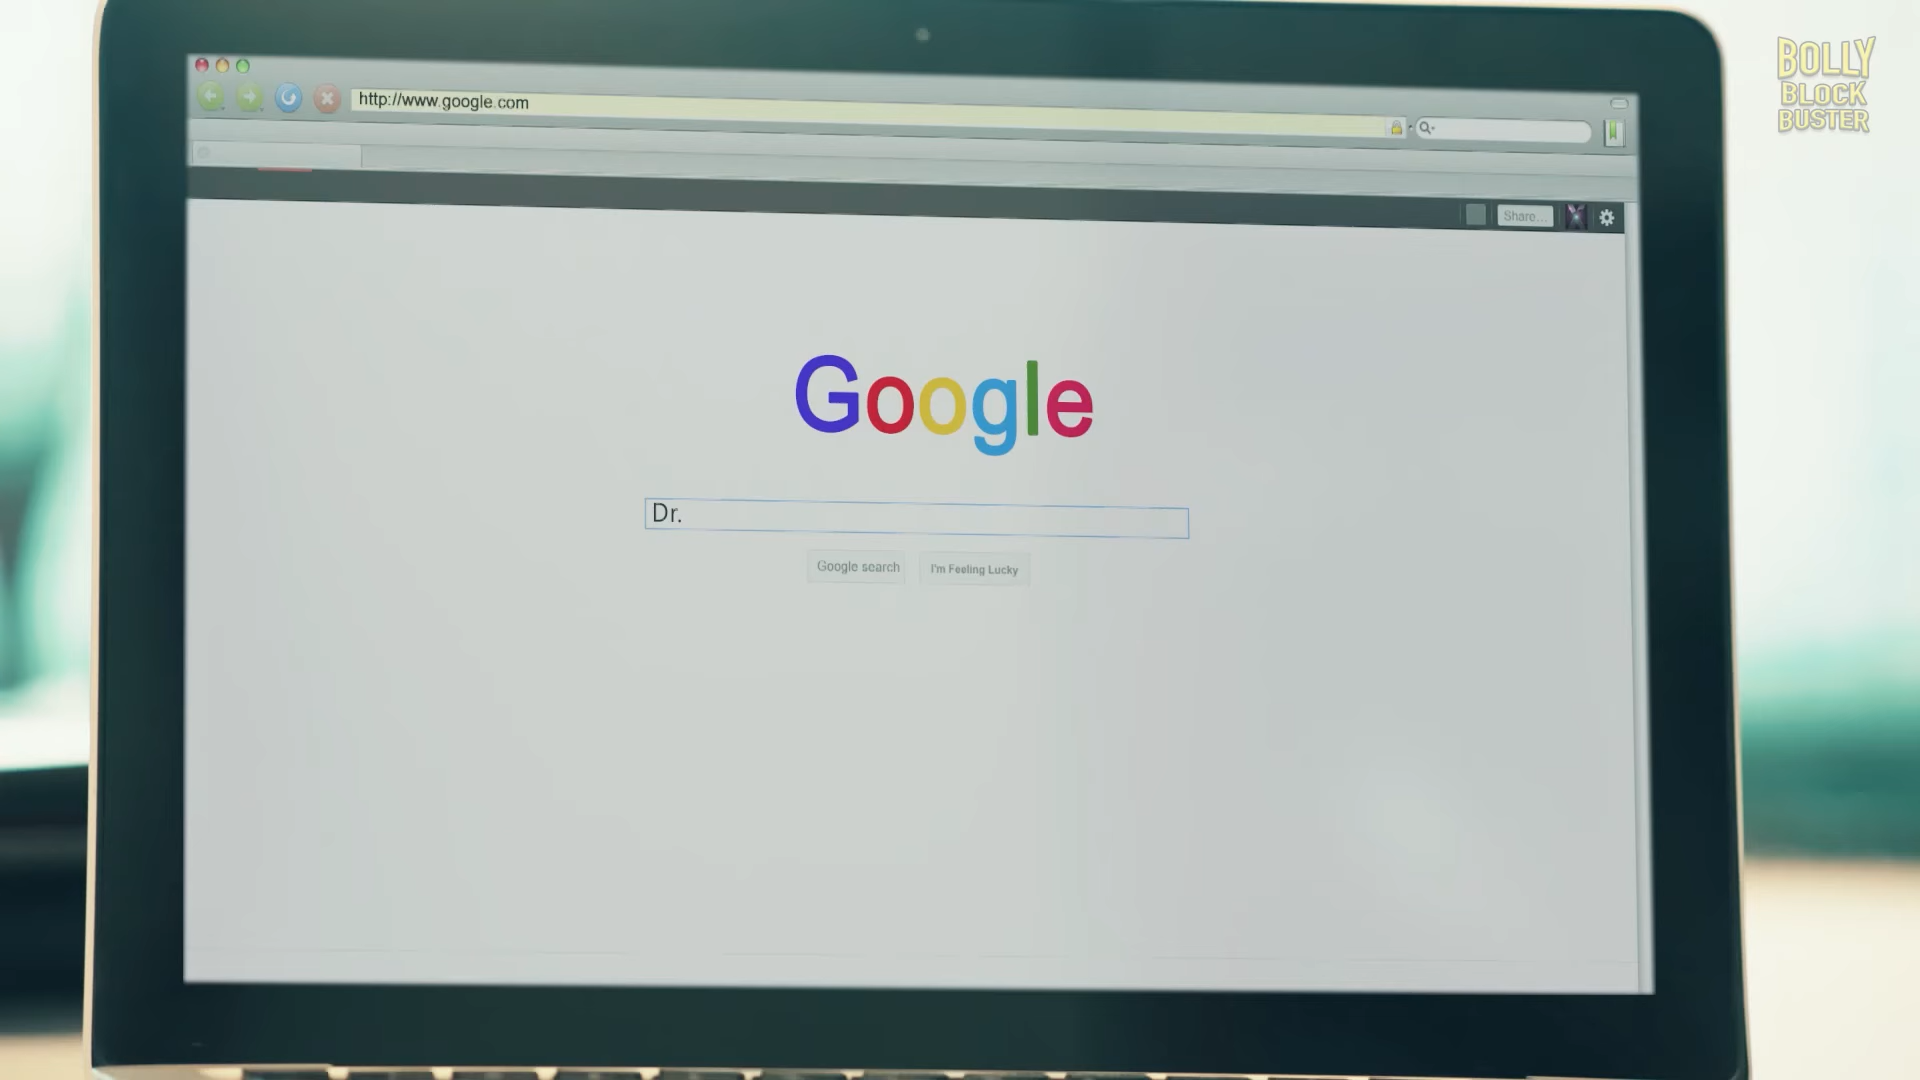 http://www.google.com
Share...
Google
Dr.
Google search
I'm Feeling Lucky
BOLLY
BLOCK
BUSTER